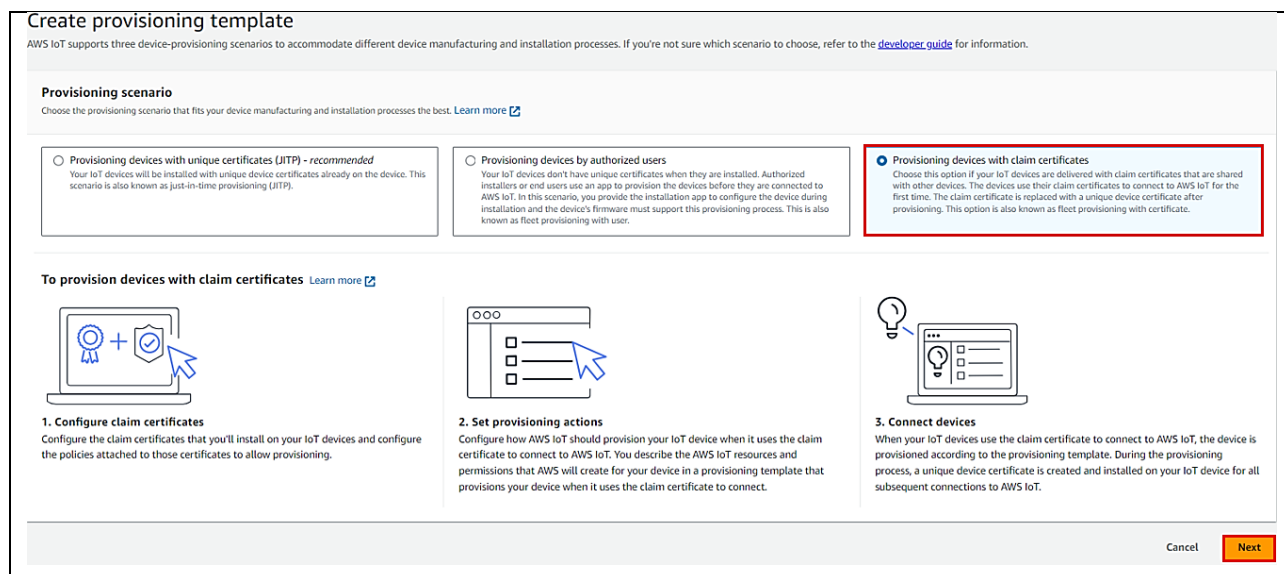 Create provisioning template
AWS IoT supports three device-provisioning scenarios to accommodate different device manufacturing and installation processes. If you're not sure which scenario to choose, refer to the developer guide for information.
Provisioning scenario
Choose the provisioning scenario that fits your device manufacturing and installation processes the best. Learn more
Provisioning devices with unique certificates (JITP) - recommended
Your IoT devices will be installed with unique device certificates already on the device. This
scenario is also known as just-in-time provisioning (JITP).
Provisioning devices by authorized users
Your IoT devices don't have unique certificates when they are installed. Authorized
installers or end users use an app to provision the devices before they are connected to
AWS IoT. In this scenario, you provide the installation app to configure the device during
installation and the device's firmware must support this provisioning process. This is also
known as fleet provisioning with user.
Provisioning devices with claim certificates
Choose this option if your IoT devices are delivered with claim certificates that are shared
with other devices. The devices use their claim certificates to connect to AWS IoT for the
first time. The claim certificate is replaced with a unique device certificate after
provisioning. This option is also known as fleet provisioning with certificate.
To provision devices with claim certificates Learn more
1. Configure claim certificates
Configure the claim certificates that you'll install on your IoT devices and configure
the policies attached to those certificates to allow provisioning.
2. Set provisioning actions
Configure how AWS IoT should provision your IoT device when it uses the claim
certificate to connect to AWS IoT. You describe the AWS IoT resources and
permissions that AWS will create for your device in a provisioning template that
provisions your device when it uses the claim certificate to connect.
3. Connect devices
When your IoT devices use the claim certificate to connect to AWS IoT, the device is
provisioned according to the provisioning template. During the provisioning
process, a unique device certificate is created and installed on your IoT device for all
subsequent connections to AWS IoT.
Cancel
Next